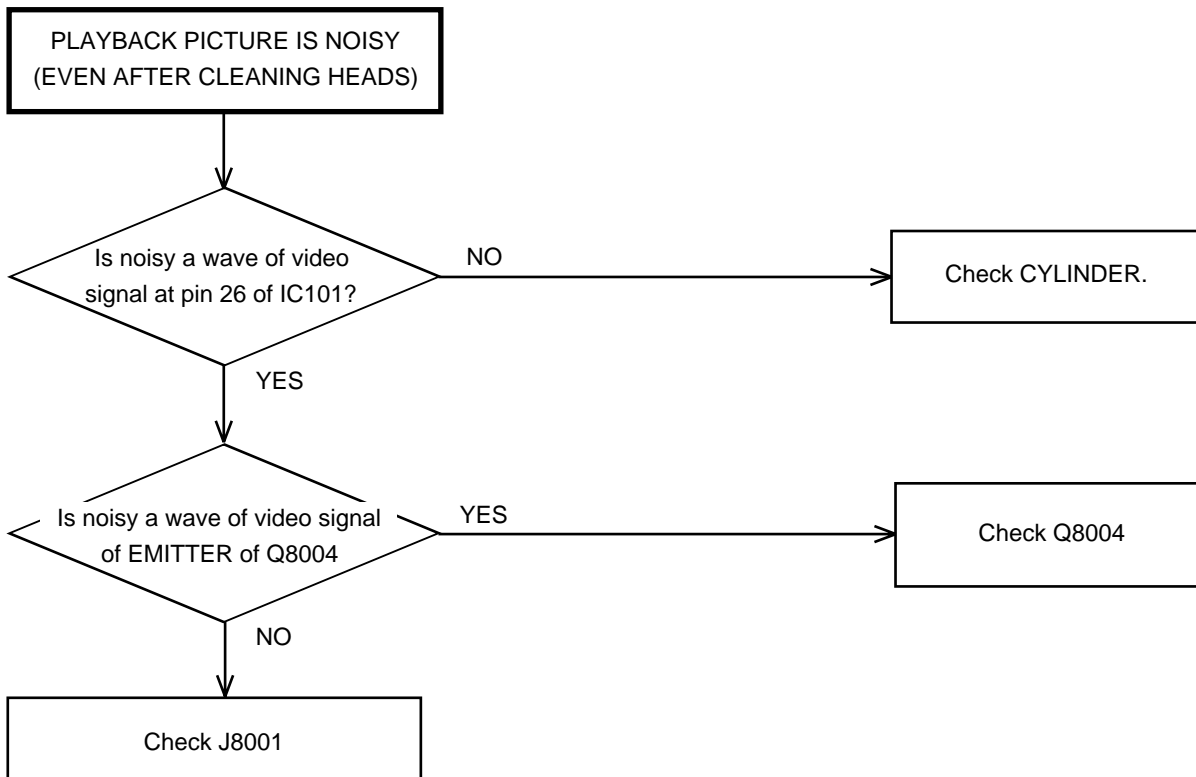 PLAYBACK PICTURE IS NOISY
(EVEN AFTER CLEANING HEADS)
Is noisy a wave of video
signal at pin 26 of IC101?
NO
Check CYLINDER.
YES
Is noisy a wave of video signal
of EMITTER of Q8004
YES
Check Q8004
NO
Check J8001